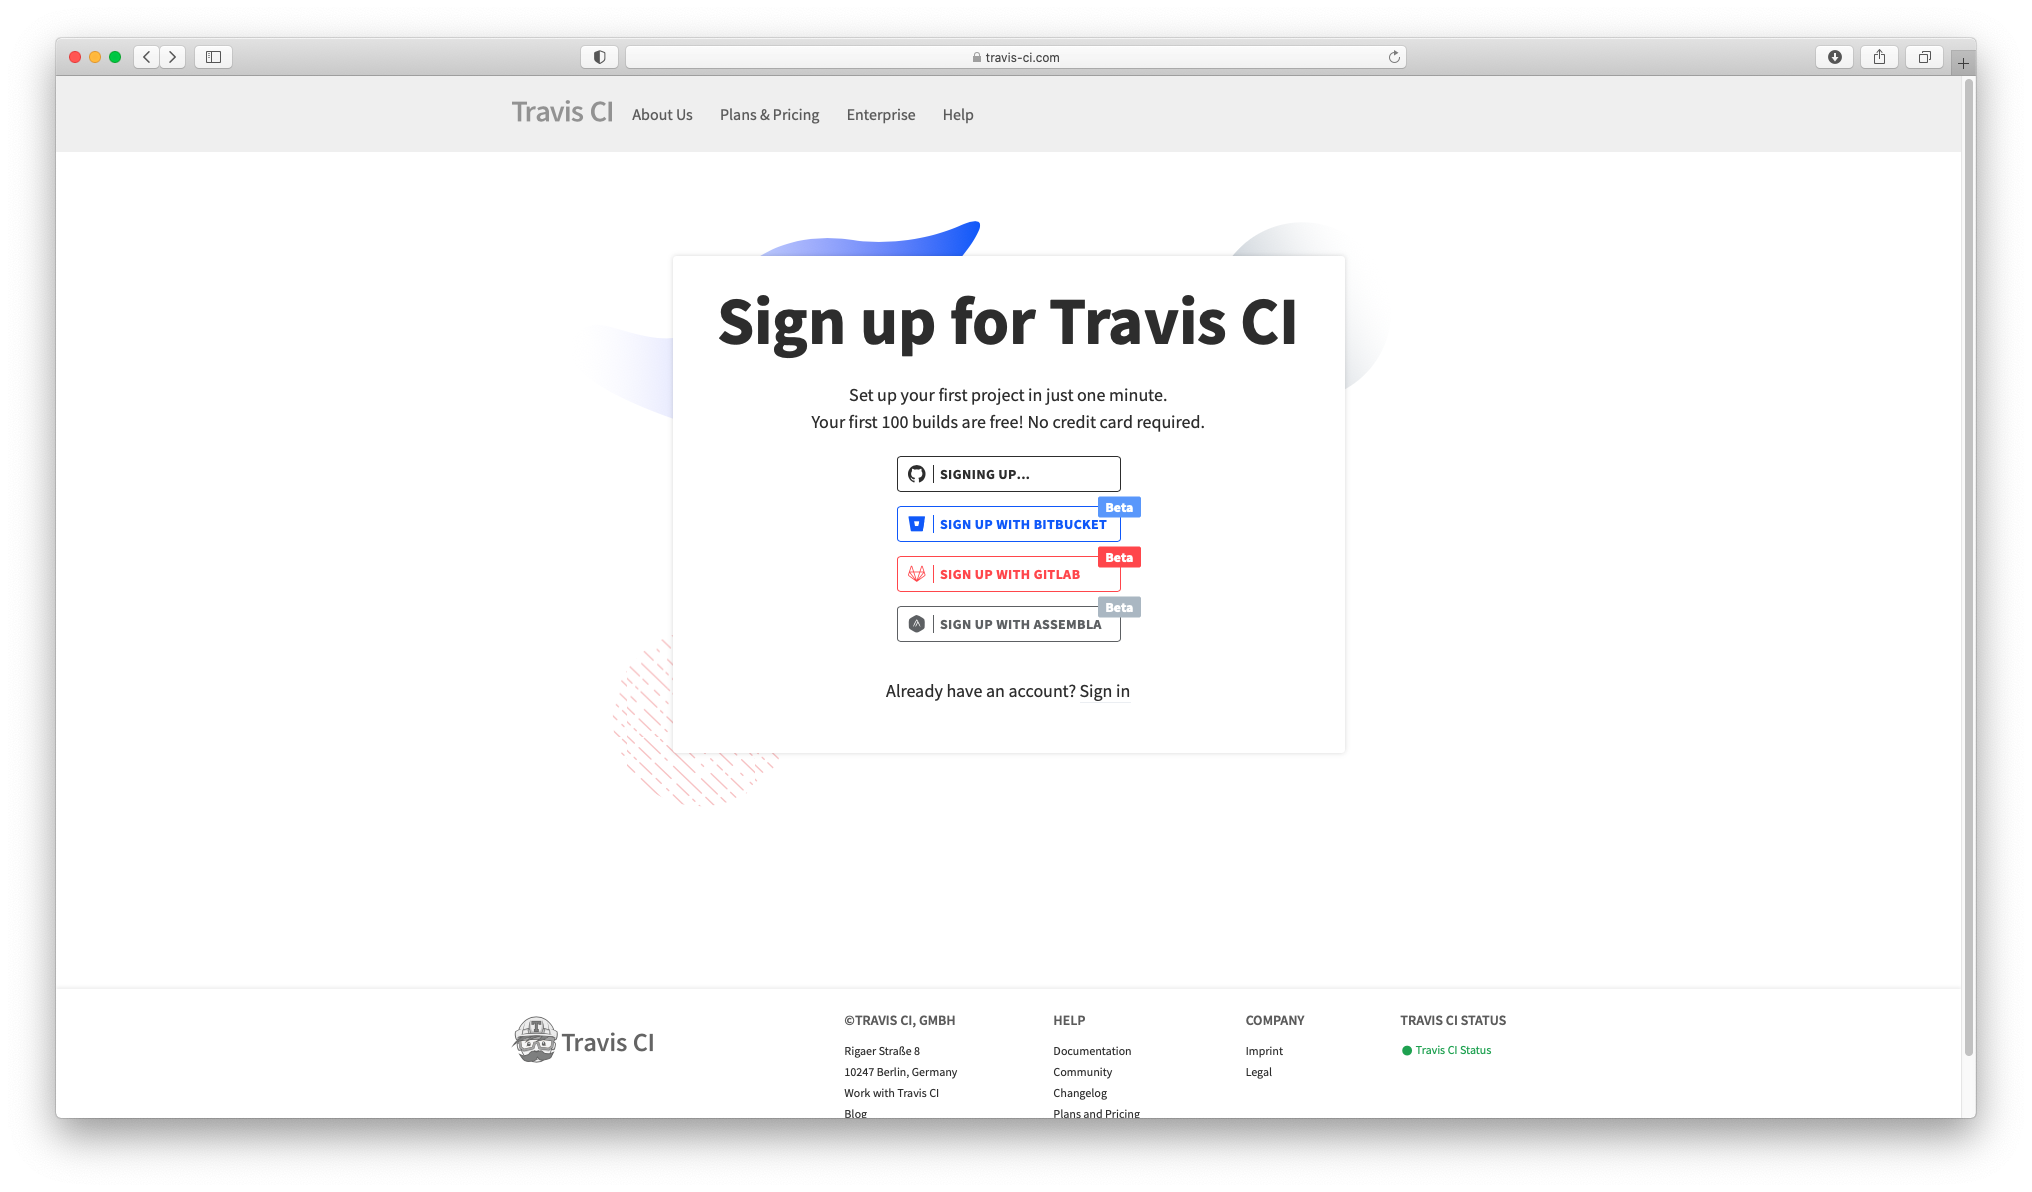 travis-ci.com
Travis CI About Us Plans & Pricing Enterprise Help
Sign up for Travis CI
Set up your first project in just one minute.
Your first 100 builds are free! No credit card required.
SIGNING UP...
Beta
SIGN UP WITH BITBUCKET
Beta
SIGN UP WITH GITLAB
Beta
SIGN UP WITH ASSEMBLA
Already have an account? Sign in
T
Travis CI
©TRAVIS CI, GMBH
Rigaer Straße 8
10247 Berlin, Germany
Work with Travis CI
Blog
HELP
Documentation
Community
Changelog
Plans and Pricing
COMPANY
Imprint
Legal
TRAVIS CI STATUS
Travis CI Status